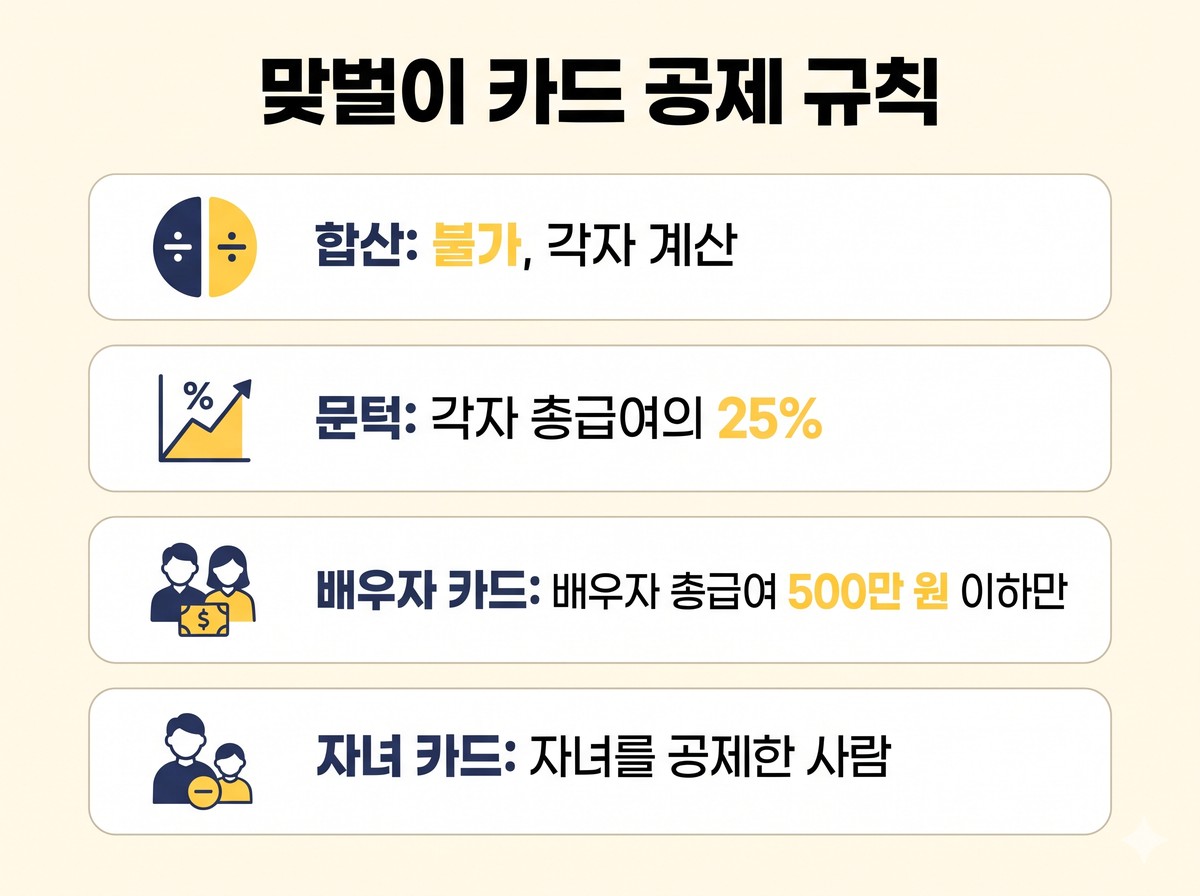 맞벌이 카드 공제 규칙
합산: 불가, 각자 계산
%
문턱: 각자 총급여의 25%
$
배우자 카드: 배우자 총급여 500만 원 이하만
자녀 카드: 자녀를 공제한 사람